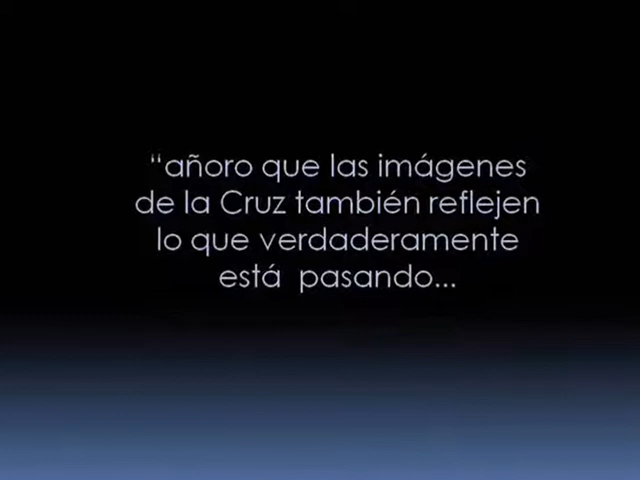 “añoro que las imágenes
de la Cruz también reflejen
lo que verdaderamente
está pasando...